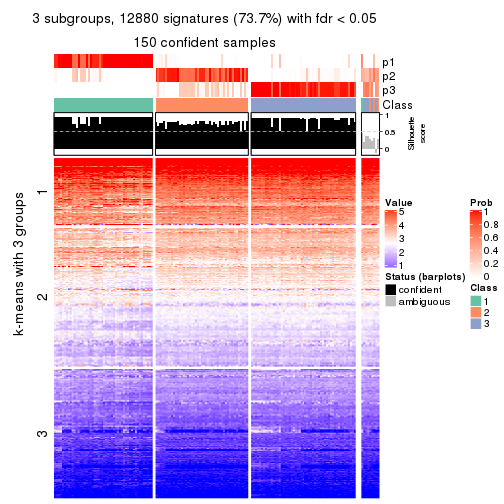 3 subgroups, 12880 signatures (73.7%) with fdr < 0.05
150 confident samples
p1
p2
p3
Class
1
0.5
0
Silhouette
score
k-means with 3 groups
1
2
3
Value
5
4
3
2
1
Status (barplots)
confident
ambiguous
Prob
1
0.8
0.6
0.4
0.2
0
Class
1
2
3